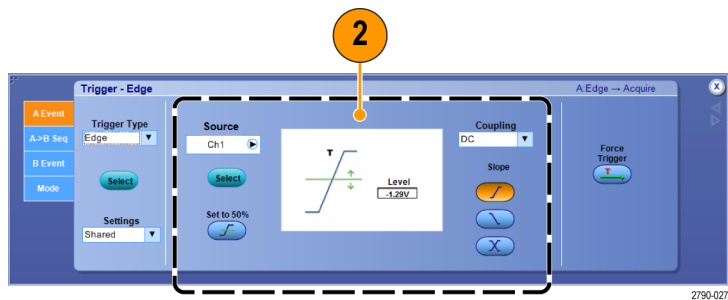 2
Trigger - Edge
A:Edge → Acquire
X
A Event
A->B Seq
B Event
Mode
Trigger Type
Edge
Select
Settings
Shared
Source
Ch1
Select
Set to 50%
T
Level
-1.29V
Coupling
DC
Slope
X
Force
Trigger
T
2790-027